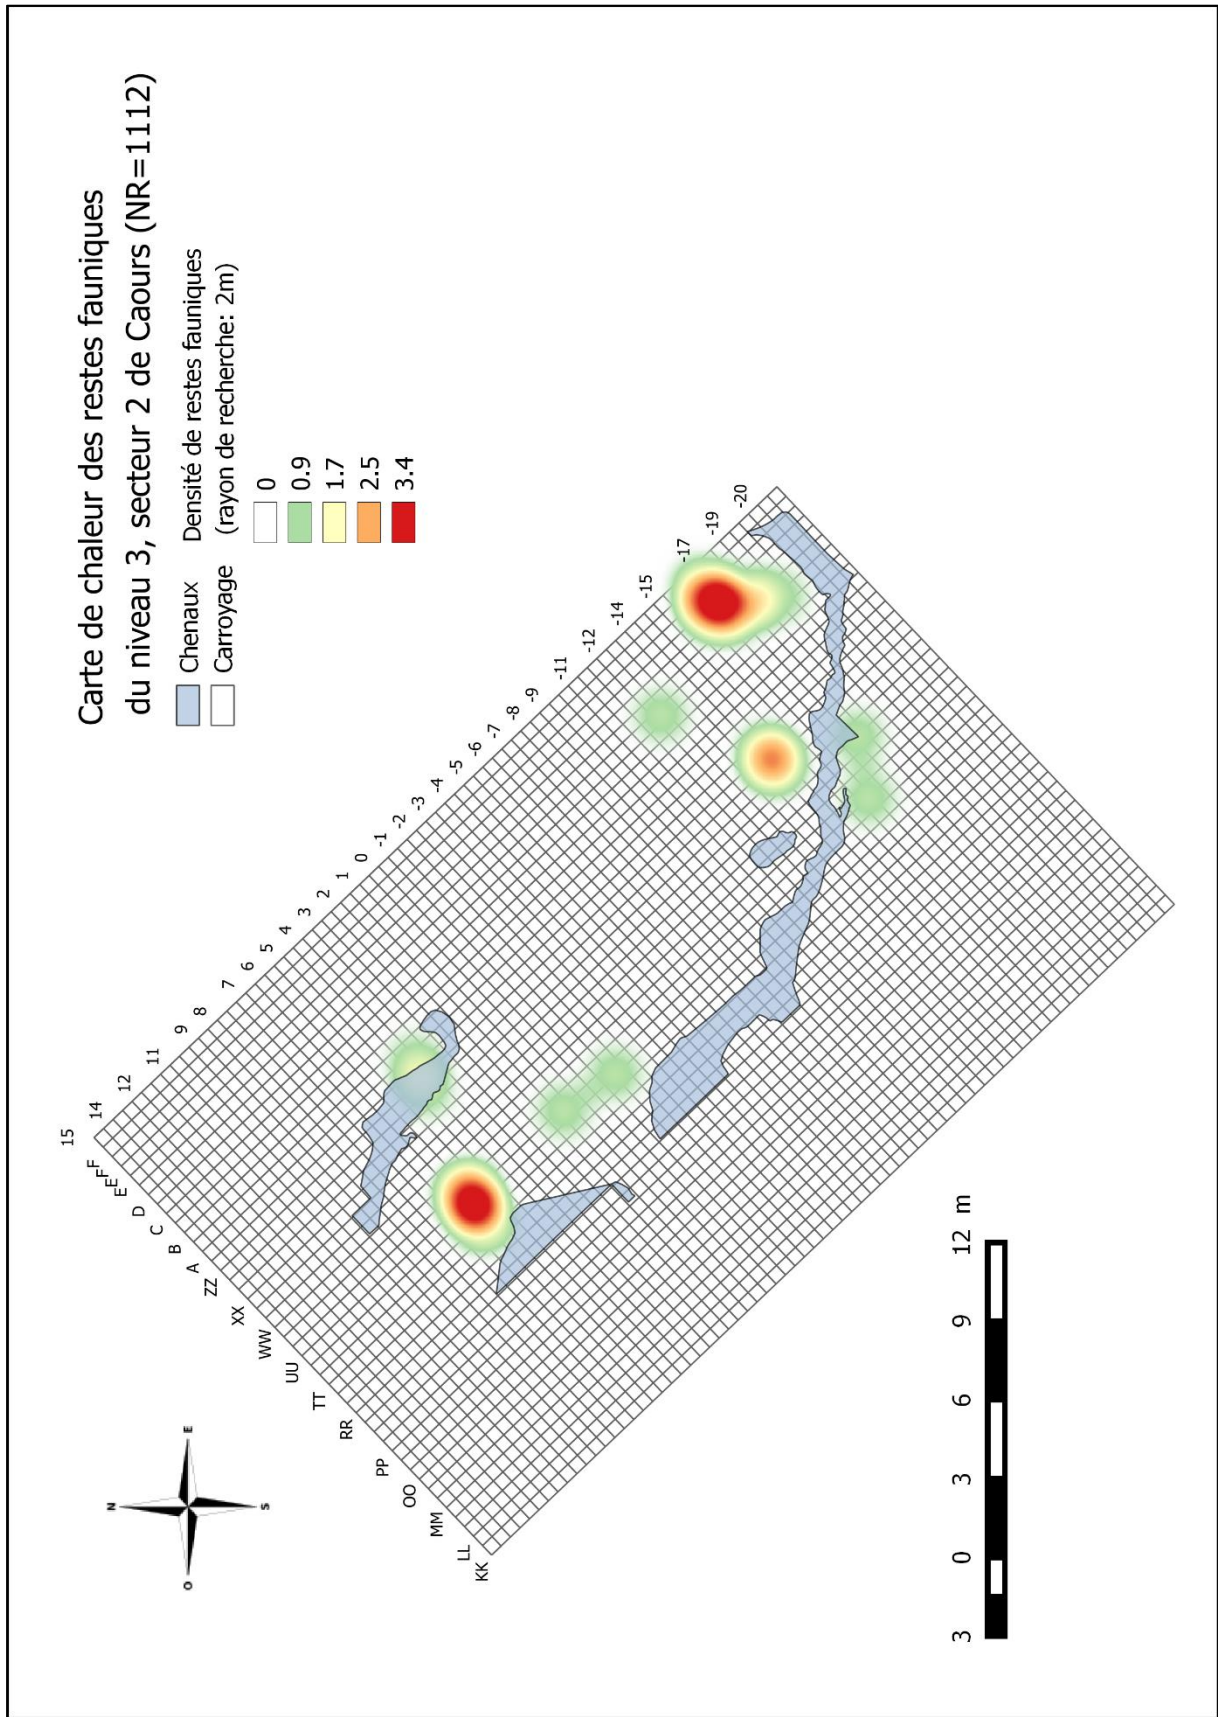 Carte de chaleur des restes fauniques
du niveau 3, secteur 2 de Caours (NR=1112)
Chenaux
Carroyage
Densité de restes fauniques
(rayon de recherche: 2m)
0
0.9
1.7
2.5
3.4
15
14
12
11
9
8
7
6
5
4
3
2
1
0
-1
-2
-3
-4
-5
-6
-7
-8
-9
-11
-12
-14
-15
-17
-19
-20
F
F
E
E
D
C
B
A
ZZ
XX
WW
UU
TT
RR
PP
OO
MM
LL
KK
N
E
S
O
3 0 3 6 9 12 m